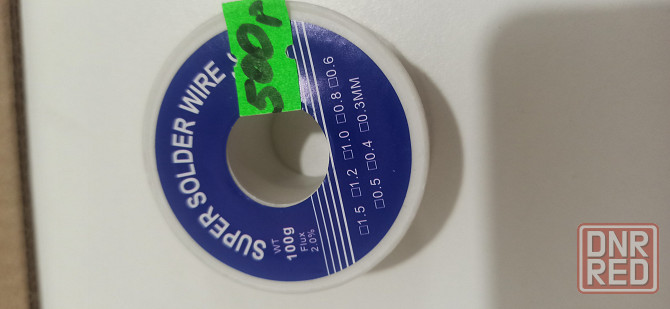 500р
SUPER SOLDER WIRE
WT
100g
Flux
2.0%
□1.5 □1.2 □1.0 □0.8 □0.6
□0.5 □0.4 □0.3MM
DNR
RED